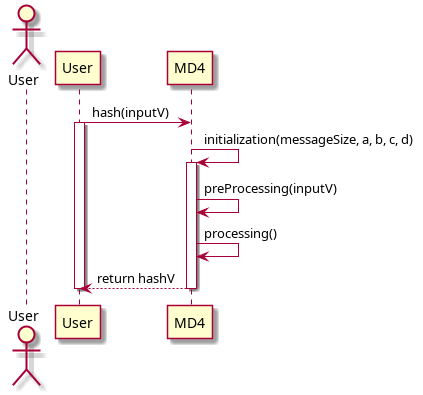 User
User
MD4
hash(inputV)
initialization(messageSize, a, b, c, d)
preProcessing(inputV)
processing()
return hashV
User
User
MD4